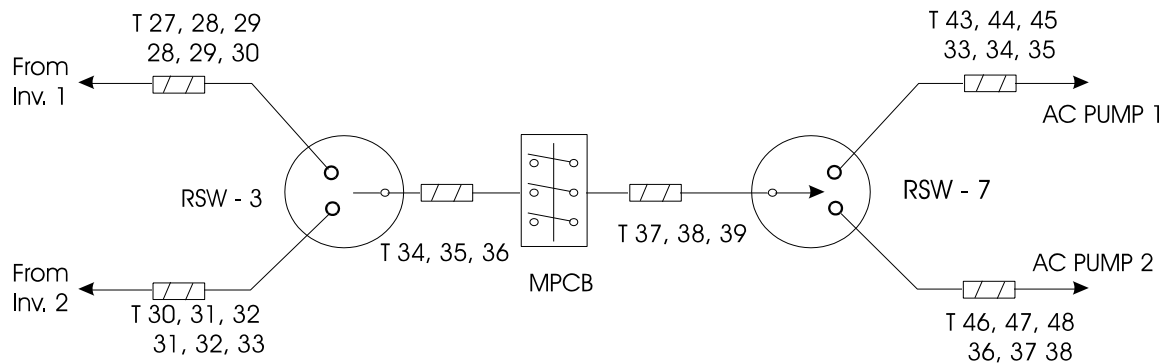 T 27, 28, 29
28, 29, 30
From
Inv. 1
T 43, 44, 45
33, 34, 35
AC PUMP 1
RSW - 3
T 34, 35, 36
MPCB
T 37, 38, 39
RSW - 7
From
Inv. 2
T 30, 31, 32
31, 32, 33
AC PUMP 2
T 46, 47, 48
36, 37 38